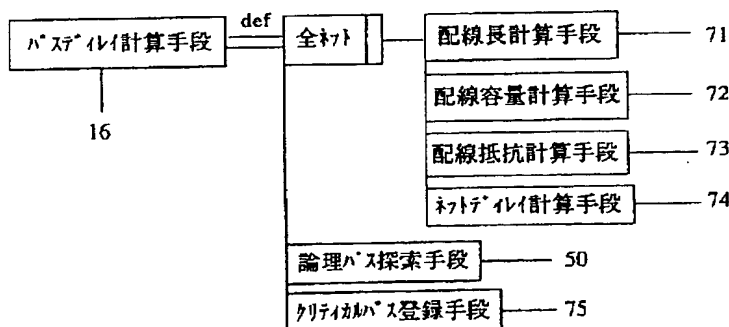 ﾊﾟｽﾃﾞｨﾚｲ計算手段
def
全ﾈｯﾄ
配線長計算手段
71
16
配線容量計算手段
72
配線抵抗計算手段
73
ﾈｯﾄﾃﾞｨﾚｲ計算手段
74
論理ﾊﾟｽ探索手段
50
ｸﾘﾃｨｶﾙﾊﾟｽ登録手段
75